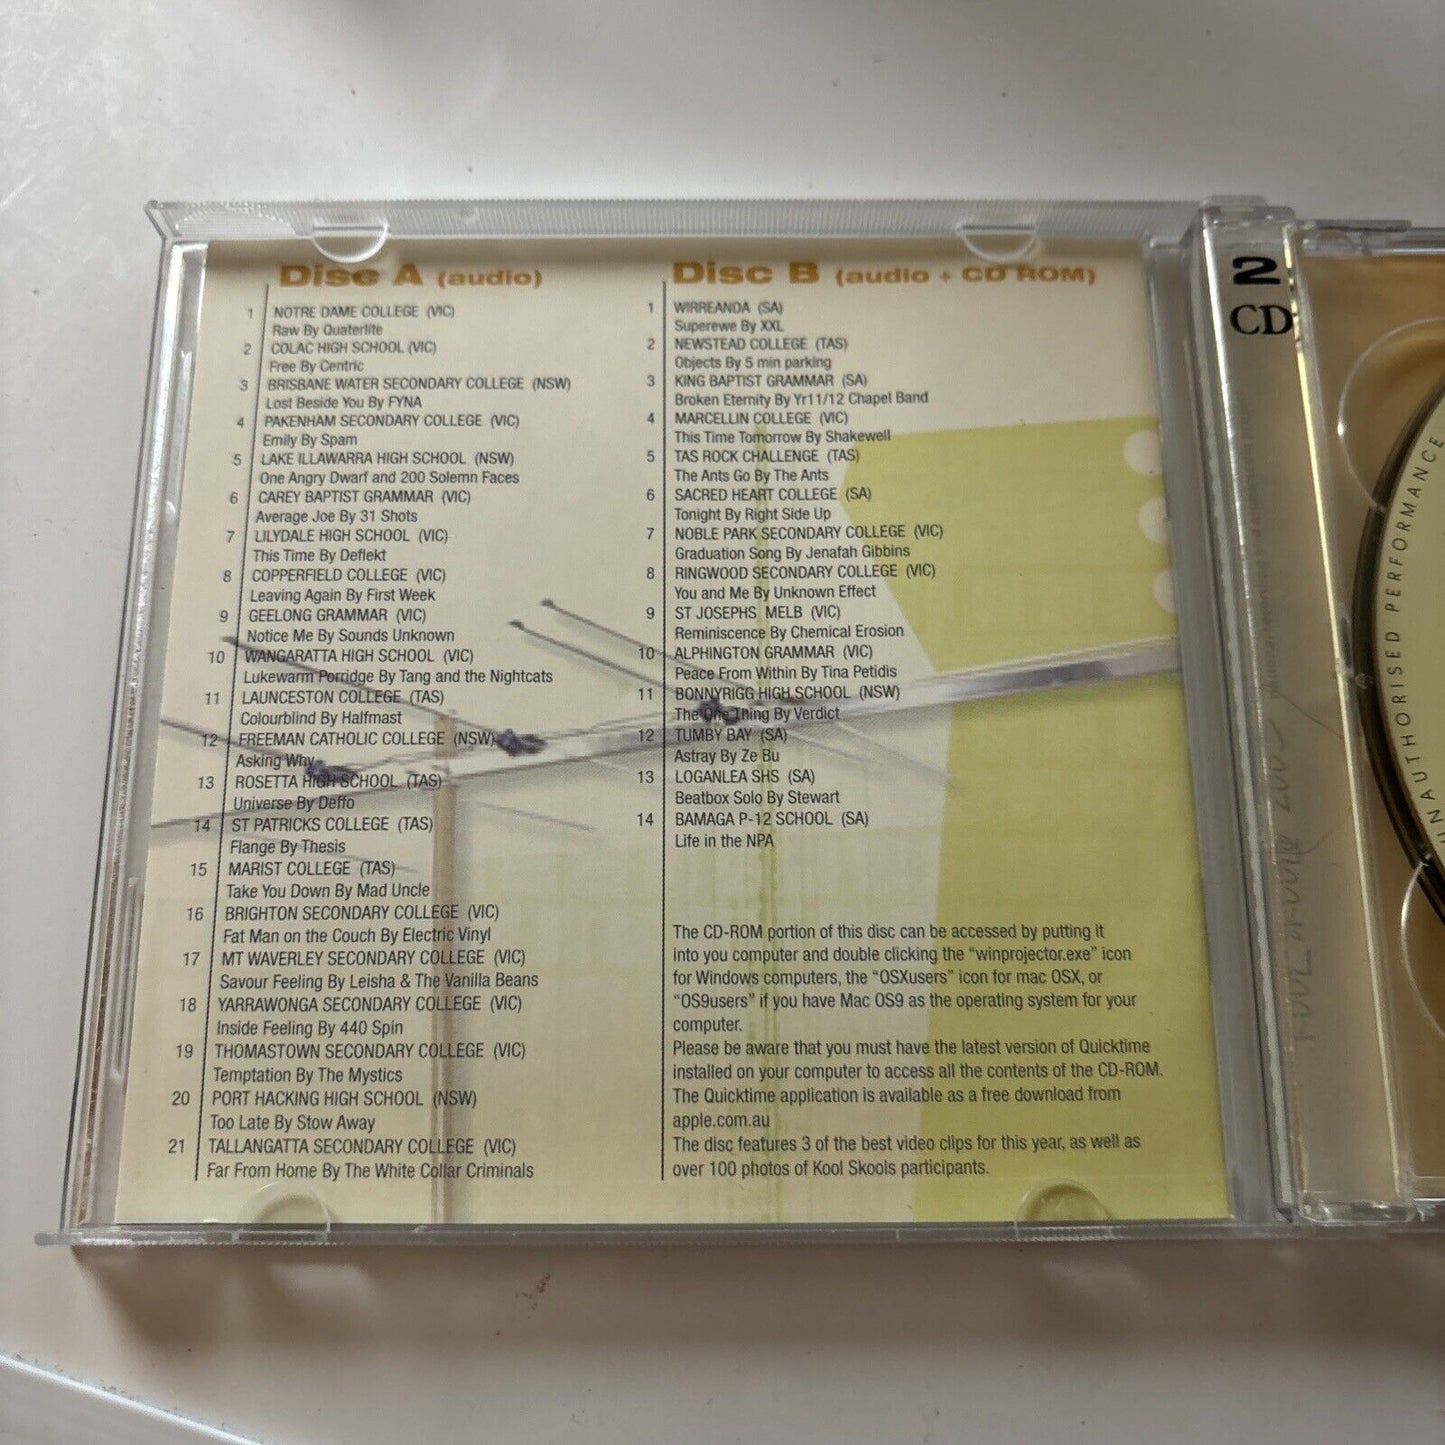 Disc A (audio)
1 NOTRE DAME COLLEGE (VIC)
Raw By Quaterlite
2 COLAC HIGH SCHOOL (VIC)
Free By Centric
3 BRISBANE WATER SECONDARY COLLEGE (NSW)
Lost Beside You By FYNA
4 PAKENHAM SECONDARY COLLEGE (VIC)
Emily By Spam
5 LAKE ILLAWARRA HIGH SCHOOL (NSW)
One Angry Dwarf and 200 Solemn Faces
6 CAREY BAPTIST GRAMMAR (VIC)
Average Joe By 31 Shots
7 LILYDALE HIGH SCHOOL (VIC)
This Time By Deflekt
8 COPPERFIELD COLLEGE (VIC)
Leaving Again By First Week
9 GEELONG GRAMMAR (VIC)
Notice Me By Sounds Unknown
10 WANGARATTA HIGH SCHOOL (VIC)
Lukewarm Porridge By Tang and the Nightcats
11 LAUNCESTON COLLEGE (TAS)
Colourblind By Halfmast
12 FREEMAN CATHOLIC COLLEGE (NSW)
Asking Why
13 ROSETTA HIGH SCHOOL (TAS)
Universe By Deffo
14 ST PATRICKS COLLEGE (TAS)
Flange By Thesis
15 MARIST COLLEGE (TAS)
Take You Down By Mad Uncle
16 BRIGHTON SECONDARY COLLEGE (VIC)
Fat Man on the Couch By Electric Vinyl
17 MT WAVERLEY SECONDARY COLLEGE (VIC)
Savour Feeling By Leisha & The Vanilla Beans
18 YARRAWONGA SECONDARY COLLEGE (VIC)
Inside Feeling By 440 Spin
19 THOMASTOWN SECONDARY COLLEGE (VIC)
Temptation By The Mystics
20 PORT HACKING HIGH SCHOOL (NSW)
Too Late By Stow Away
21 TALLANGATTA SECONDARY COLLEGE (VIC)
Far From Home By The White Collar Criminals
Disc B (audio + CD ROM)
1 WIRREANDA (SA)
Superewe By XXL
2 NEWSTEAD COLLEGE (TAS)
Objects By 5 min parking
3 KING BAPTIST GRAMMAR (SA)
Broken Eternity By Yr11/12 Chapel Band
4 MARCELLIN COLLEGE (VIC)
This Time Tomorrow By Shakewell
5 TAS ROCK CHALLENGE (TAS)
The Ants Go By The Ants
6 SACRED HEART COLLEGE (SA)
Tonight By Right Side Up
7 NOBLE PARK SECONDARY COLLEGE (VIC)
Graduation Song By Jenafah Gibbins
8 RINGWOOD SECONDARY COLLEGE (VIC)
You and Me By Unknown Effect
9 ST JOSEPHS MELB (VIC)
Reminiscence By Chemical Erosion
10 ALPHINGTON GRAMMAR (VIC)
Peace From Within By Tina Petidis
11 BONNYRIGG HIGH SCHOOL (NSW)
The One Thing By Verdict
12 TUMBY BAY (SA)
Astray By Ze Bu
13 LOGANLEA SHS (SA)
Beatbox Solo By Stewart
14 BAMAGA P-12 SCHOOL (SA)
Life in the NPA
The CD-ROM portion of this disc can be accessed by putting it
into you computer and double clicking the "winprojector.exe" icon
for Windows computers, the "OSXusers" icon for mac OSX, or
"OS9users" if you have Mac OS9 as the operating system for your
computer.
Please be aware that you must have the latest version of Quicktime
installed on your computer to access all the contents of the CD-ROM.
The Quicktime application is available as a free download from
apple.com.au
The disc features 3 of the best video clips for this year, as well as
over 100 photos of Kool Skools participants.
2
CD
UNAUTHORISED PERFORMANCE